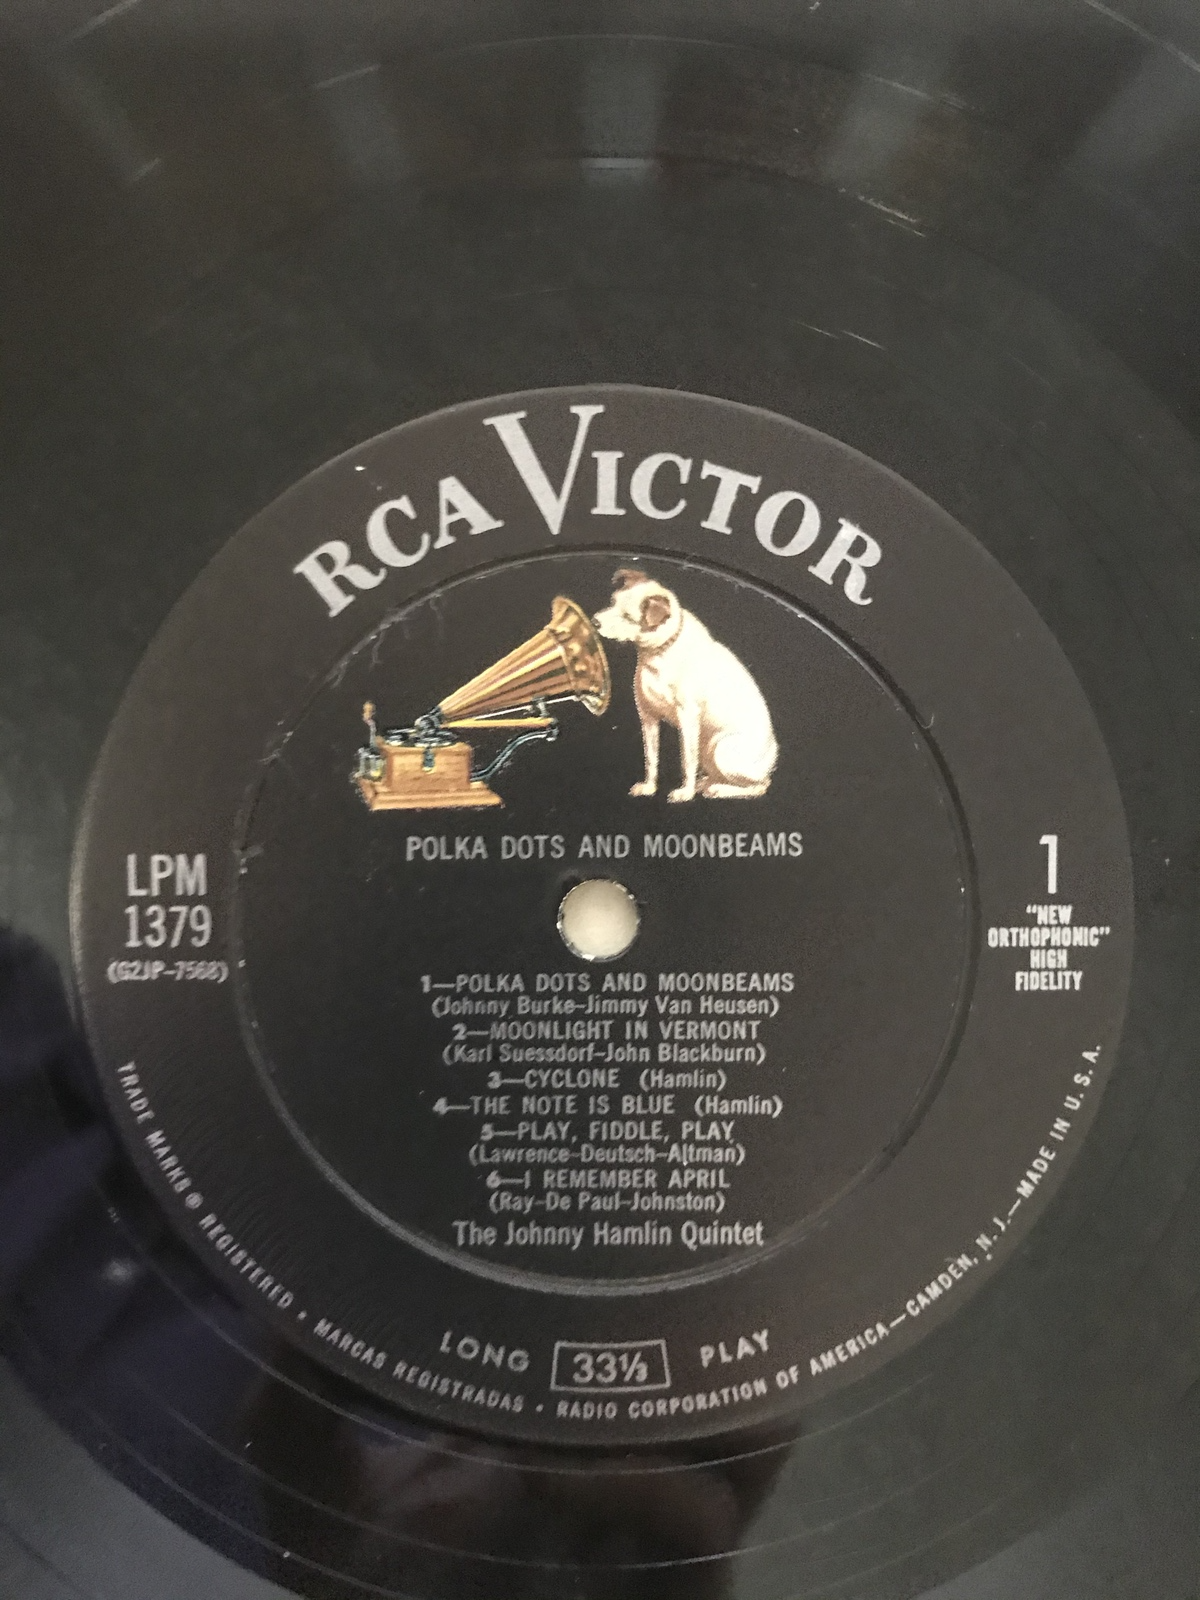 RCA VICTOR
POLKA DOTS AND MOONBEAMS
LPM
1379
(G2JP-7568)
1
"NEW
ORTHOPHONIC"
HIGH
FIDELITY
1—POLKA DOTS AND MOONBEAMS
(Johnny Burke-Jimmy Van Heusen)
2—MOONLIGHT IN VERMONT
(Karl Suessdorf-John Blackburn)
3—CYCLONE (Hamlin)
4—THE NOTE IS BLUE (Hamlin)
5—PLAY, FIDDLE, PLAY
(Lawrence-Deutsch-Altman)
6—I REMEMBER APRIL
(Ray-De Paul-Johnston)
The Johnny Hamlin Quintet
LONG 33⅓ PLAY
TRADE MARKS ® REGISTERED • MARCAS REGISTRADAS • RADIO CORPORATION OF AMERICA—CAMDEN, N. J.—MADE IN U. S. A.